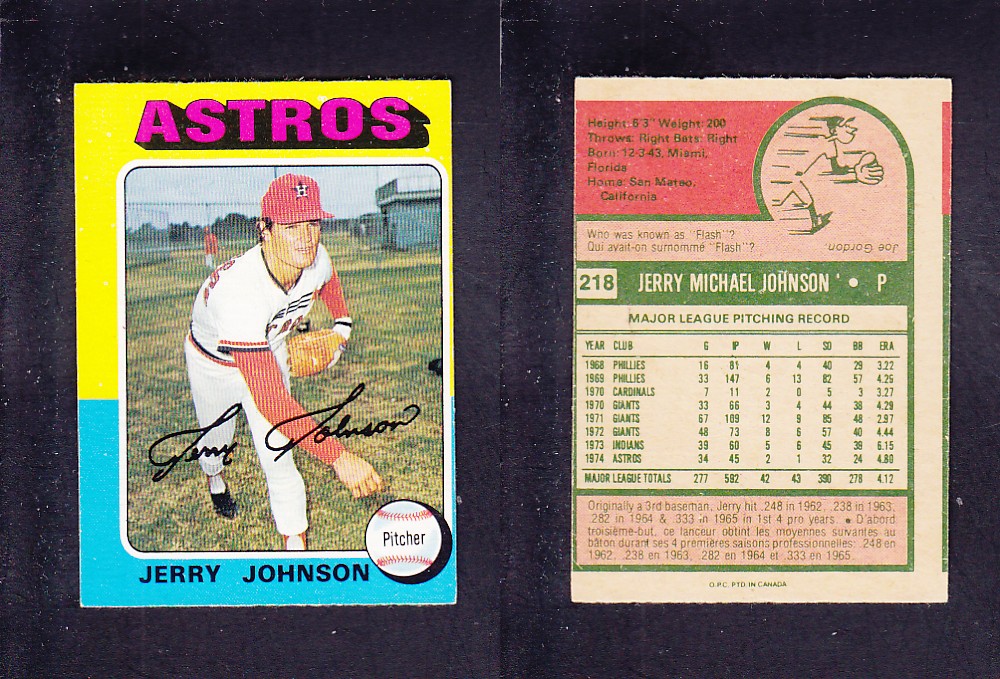 ASTROS
H
Jerry Johnson
Pitcher
JERRY JOHNSON
Height: 6'3" Weight: 200
Throws: Right Bats: Right
Born: 12-3-43, Miami,
Florida
Home: San Mateo,
California
Who was known as "Flash"?
Qui avait-on surnommé "Flash"?
Joe Gordon
218 JERRY MICHAEL JOHNSON • P
MAJOR LEAGUE PITCHING RECORD
YEAR CLUB G IP W L SO BB ERA
1968 PHILLIES 16 81 4 4 40 29 3.22
1969 PHILLIES 33 147 6 13 82 57 4.25
1970 CARDINALS 7 11 2 0 5 3 3.27
1970 GIANTS 33 66 3 4 44 38 4.29
1971 GIANTS 67 109 12 9 85 48 2.97
1972 GIANTS 48 73 8 6 57 40 4.44
1973 INDIANS 39 60 5 6 45 39 6.15
1974 ASTROS 34 45 2 1 32 24 4.80
MAJOR LEAGUE TOTALS 277 592 42 43 390 278 4.12
Originally a 3rd baseman, Jerry hit .248 in 1962, .238 in 1963,
.282 in 1964 & .333 in 1965 in 1st 4 pro years. • D'abord
troisième-but, ce lanceur obtint les moyennes suivantes au
bâton durant ses 4 premières saisons professionnelles: .248 en
1962, .238 en 1963, .282 en 1964 et .333 en 1965.
O.P.C. PTD. IN CANADA